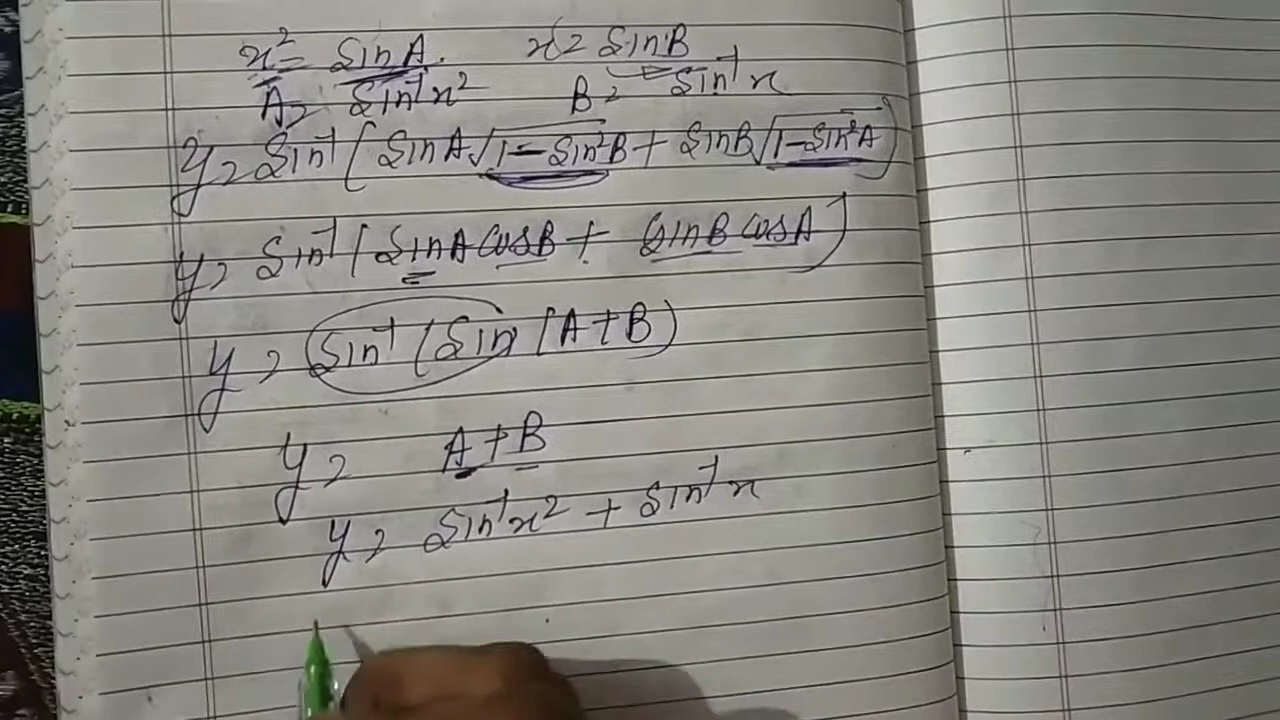 x² = SinA. x = SinB
A = Sin⁻¹x² B = Sin⁻¹x
y = Sin⁻¹[SinA√1-Sin²B + SinB√1-Sin²A)
y = Sin⁻¹(SinA CosB + SinB CosA)
y = Sin⁻¹(Sin(A+B)
y = A+B
y = Sin⁻¹x² + Sin⁻¹x